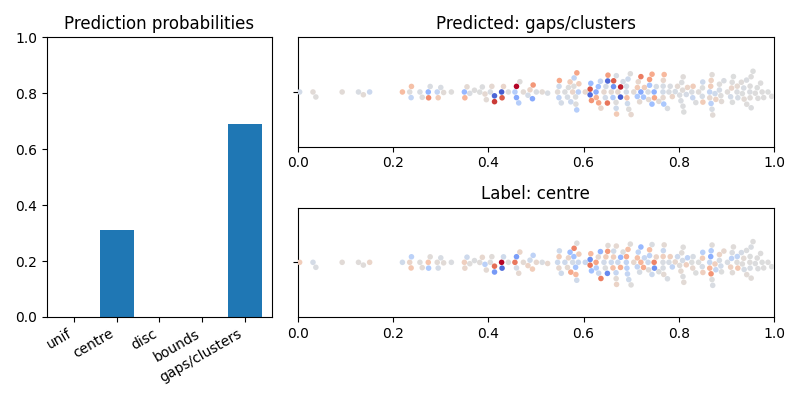 Prediction probabilities
1.0
0.8
0.6
0.4
0.2
0.0
unif
centre
disc
bounds
gaps/clusters
Predicted: gaps/clusters
0.0 0.2 0.4 0.6 0.8 1.0
Label: centre
0.0 0.2 0.4 0.6 0.8 1.0